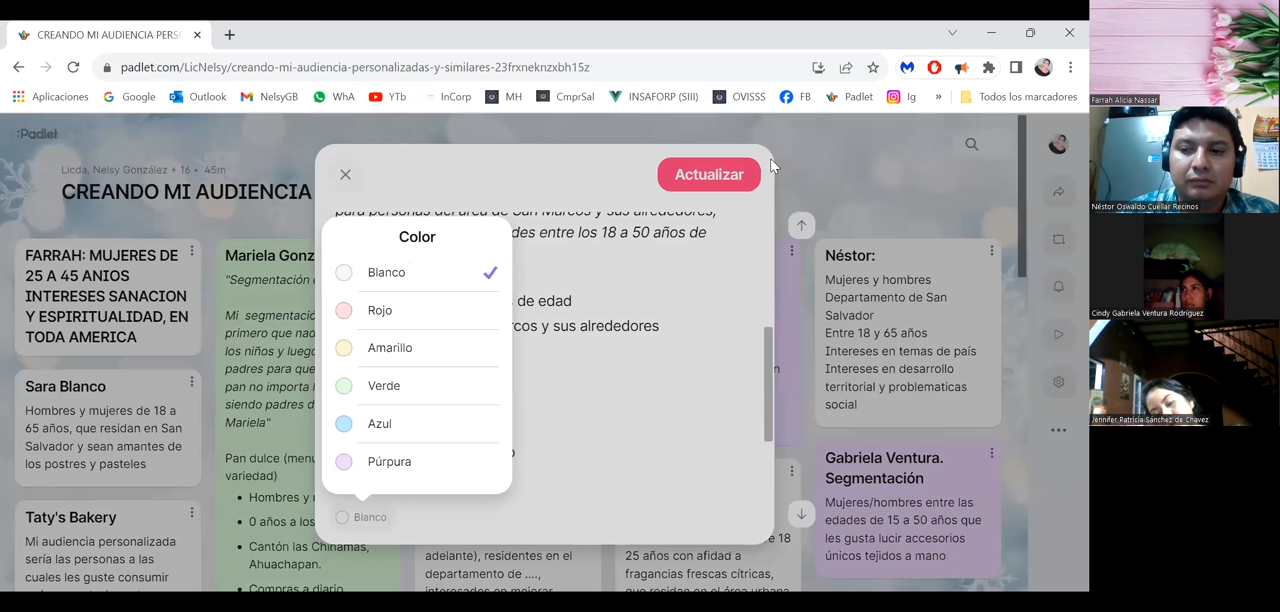 CREANDO MI AUDIENCIA PERSO
padlet.com/LicNelsy/creando-mi-audiencia-personalizadas-y-similares-23frxneknzxbh15z
Aplicaciones
Google
Outlook
NelsyGB
WhA
YTb
InCorp
MH
CmprSal
INSAFORP (SIII)
OVISSS
FB
Padlet
Ig
»
Todos los marcadores
:Padlet
Licda. Nelsy González + 16 • 45m
CREANDO MI AUDIENCIA
FARRAH: MUJERES DE
25 A 45 ANIOS
INTERESES SANACION
Y ESPIRITUALIDAD, EN
TODA AMERICA
Sara Blanco
Hombres y mujeres de 18 a
65 años, que residan en San
Salvador y sean amantes de
los postres y pasteles
Taty's Bakery
Mi audiencia personalizada
sería las personas a las
cuales les guste consumir
Mariela Gonz
"Segmentación
Mi segmentació
primero que nad
los niños y luego
padres para que
pan no importa l
siendo padres d
Mariela"
Pan dulce (menu
variedad)
Hombres y m
0 años a los
Cantón las Chinamas,
Ahuachapan.
Compras a diario
Actualizar
para personas del área de San Marcos y sus alrededores,
des entre los 18 a 50 años de
s de edad
rcos y sus alrededores
Color
Blanco
Rojo
Amarillo
Verde
Azul
Púrpura
Blanco
adelante), residentes en el
departamento de ....,
interesados en mejorar
18
25 años con afidad a
fragancias frescas cítricas,
que residan en el área urbana
Néstor:
Mujeres y hombres
Departamento de San
Salvador
Entre 18 y 65 años
Intereses en temas de país
Intereses en desarrollo
territorial y problematicas
social
Gabriela Ventura.
Segmentación
Mujeres/hombres entre las
edades de 15 a 50 años que
les gusta lucir accesorios
únicos tejidos a mano
Farrah Alicia Nassar
Néstor Oswaldo Cuéllar Recinos
Cindy Gabriela Ventura Rodríguez
Jennifer Patricia Sánchez de Chavez